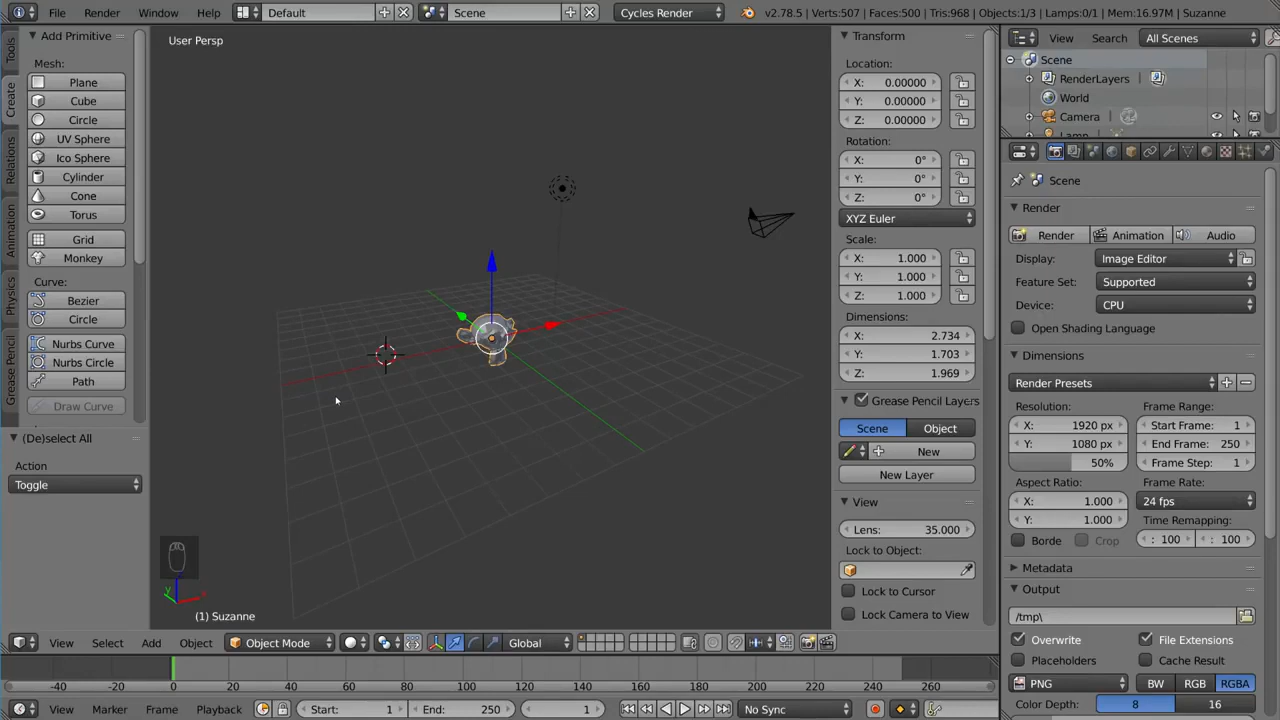 File Render Window Help Default Scene Cycles Render v2.78.5 | Verts:507 | Faces:500 | Tris:968 | Objects:1/3 | Lamps:0/1 | Mem:16.97M | Suzanne
Tools
Create
Relations
Animation
Physics
Grease Pencil
Add Primitive
Mesh:
Plane
Cube
Circle
UV Sphere
Ico Sphere
Cylinder
Cone
Torus
Grid
Monkey
Curve:
Bezier
Circle
Nurbs Curve
Nurbs Circle
Path
Draw Curve
(De)select All
Action
Toggle
User Persp
(1) Suzanne
Transform
Location:
X: 0.00000
Y: 0.00000
Z: 0.00000
Rotation:
X: 0°
Y: 0°
Z: 0°
XYZ Euler
Scale:
X: 1.000
Y: 1.000
Z: 1.000
Dimensions:
X: 2.734
Y: 1.703
Z: 1.969
Grease Pencil Layers
Scene Object
New
New Layer
View
Lens: 35.000
Lock to Object:
Lock to Cursor
Lock Camera to View
View Select Add Object Object Mode Global
-40 -20 0 20 40 60 80 100 120 140 160 180 200 220 240 260
View Marker Frame Playback Start: 1 End: 250 1 No Sync
View Search All Scenes
Scene
RenderLayers
World
Camera
Lamp
Scene
Render
Render Animation Audio
Display: Image Editor
Feature Set: Supported
Device: CPU
Open Shading Language
Dimensions
Render Presets
Resolution: Frame Range:
X: 1920 px Start Frame: 1
Y: 1080 px End Frame: 250
50% Frame Step: 1
Aspect Ratio: Frame Rate:
X: 1.000 24 fps
Y: 1.000 Time Remapping:
Borde Crop : 100 : 100
Metadata
Output
/tmp\
Overwrite File Extensions
Placeholders Cache Result
PNG BW RGB RGBA
Color Depth: 8 16